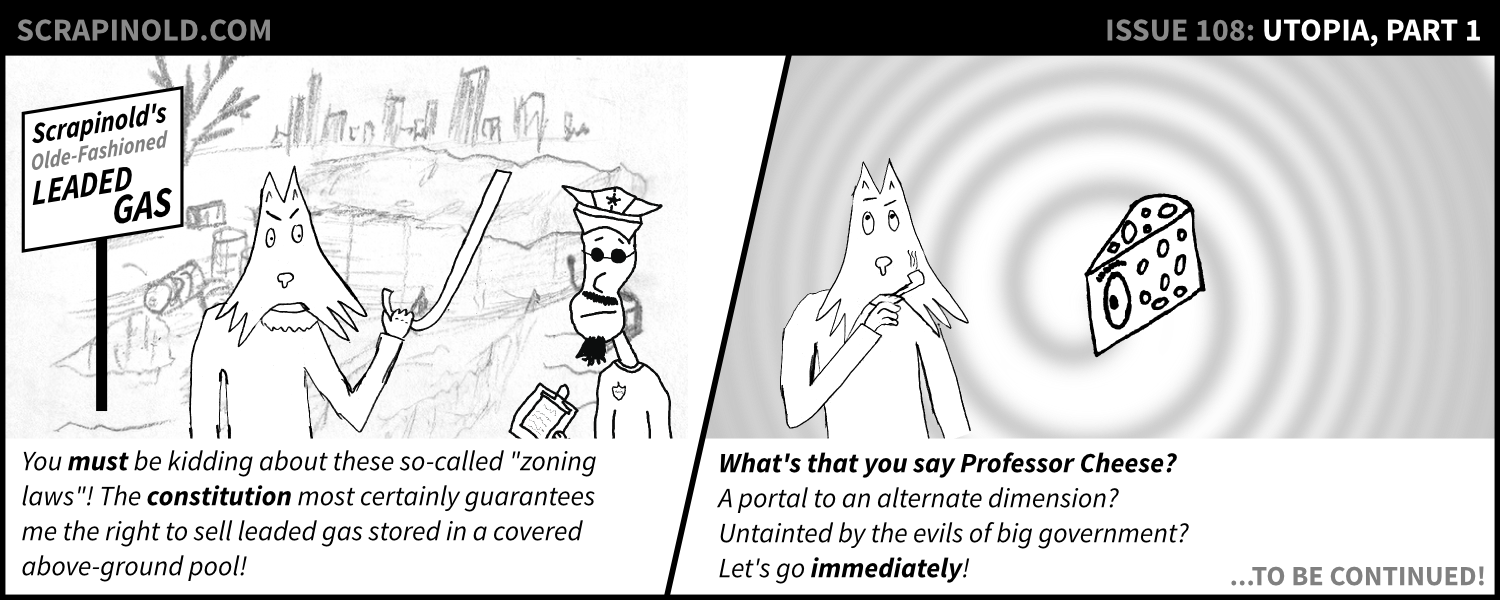 SCRAPINOLD.COM
ISSUE 108: UTOPIA, PART 1
Scrapinold's
Olde-Fashioned
LEADED
GAS
You must be kidding about these so-called "zoning
laws"! The constitution most certainly guarantees
me the right to sell leaded gas stored in a covered
above-ground pool!
What's that you say Professor Cheese?
A portal to an alternate dimension?
Untainted by the evils of big government?
Let's go immediately!
...TO BE CONTINUED!